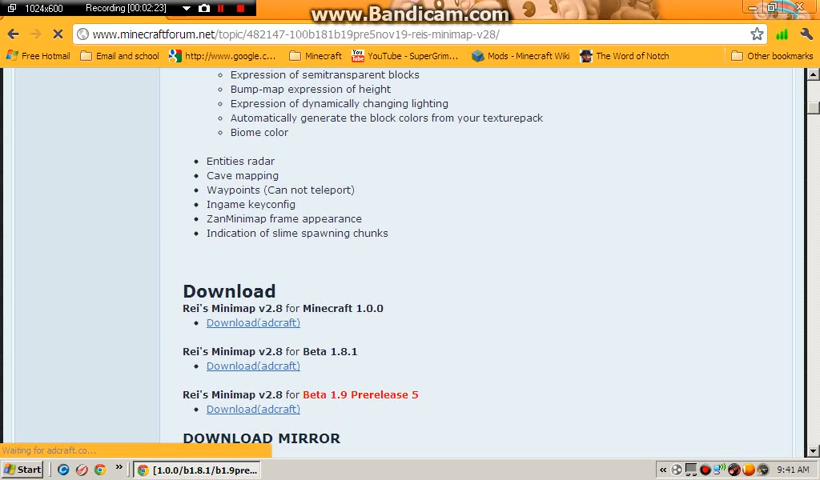 1024x600
Recording [00:02:23]
www.Bandicam.com
www.minecraftforum.net/topic/482147-100b181b19pre5nov19-reis-minimap-v28/
Free Hotmail
Email and school
http://www.google.c...
Minecraft
YouTube - SuperGrim...
Mods - Minecraft Wiki
The Word of Notch
Other bookmarks
Expression of semitransparent blocks
Bump-map expression of height
Expression of dynamically changing lighting
Automatically generate the block colors from your texturepack
Biome color
Entities radar
Cave mapping
Waypoints (Can not teleport)
Ingame keyconfig
ZanMinimap frame appearance
Indication of slime spawning chunks
Download
Rei's Minimap v2.8 for Minecraft 1.0.0
Download(adcraft)
Rei's Minimap v2.8 for Beta 1.8.1
Download(adcraft)
Rei's Minimap v2.8 for Beta 1.9 Prerelease 5
Download(adcraft)
DOWNLOAD MIRROR
Waiting for adcraft.co...
Start
[1.0.0/b1.8.1/b1.9pre...
9:41 AM